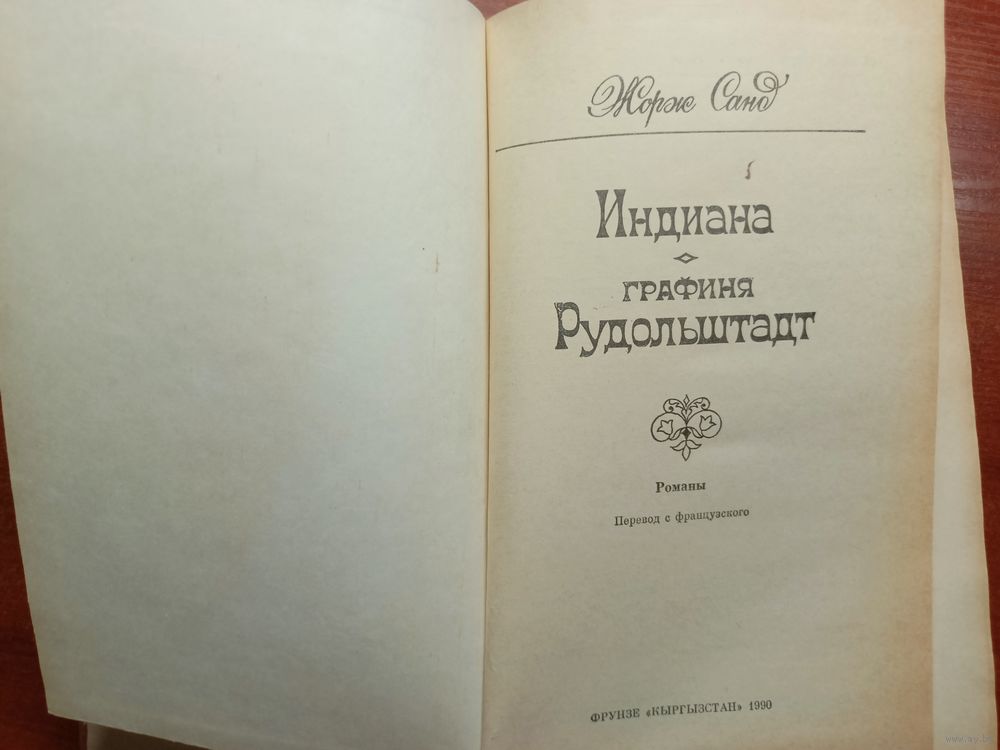 Жорж Санд
Индиана
графиня
Рудольштадт
Романы
Перевод с французского
ФРУНЗЕ «КЫРГЫЗСТАН» 1990